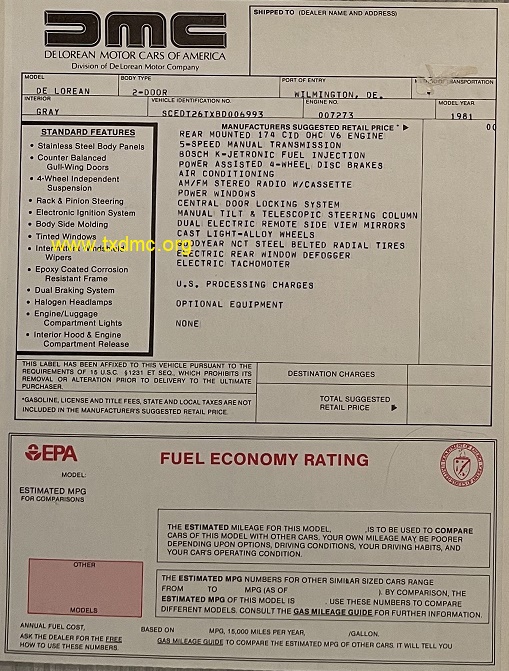 DMC
DE LOREAN MOTOR CARS OF AMERICA
Division of De Lorean Motor Company
SHIPPED TO (DEALER NAME AND ADDRESS)
MODEL
DE LOREAN
BODY TYPE
2-DOOR
PORT OF ENTRY
WILMINGTON, DE.
TRANSPORTATION
INTERIOR
GRAY
VEHICLE IDENTIFICATION NO.
SCEDT26TXBD006993
ENGINE NO.
007273
MODEL YEAR
1981
STANDARD FEATURES
• Stainless Steel Body Panels
• Counter Balanced
Gull-Wing Doors
• 4-Wheel Independent
Suspension
• Rack & Pinion Steering
• Electronic Ignition System
• Body Side Molding
• Tinted Windows
• Intermittent Windshield
Wipers
• Epoxy Coated Corrosion
Resistant Frame
• Dual Braking System
• Halogen Headlamps
• Engine/Luggage
Compartment Lights
• Interior Hood & Engine
Compartment Release
www.txdmc.org
MANUFACTURERS SUGGESTED RETAIL PRICE * ▶
00
REAR MOUNTED 174 CID OHC V6 ENGINE
5-SPEED MANUAL TRANSMISSION
BOSCH K-JETRONIC FUEL INJECTION
POWER ASSISTED 4-WHEEL DISC BRAKES
AIR CONDITIONING
AM/FM STEREO RADIO W/CASSETTE
POWER WINDOWS
CENTRAL DOOR LOCKING SYSTEM
MANUAL TILT & TELESCOPIC STEERING COLUMN
DUAL ELECTRIC REMOTE SIDE VIEW MIRRORS
CAST LIGHT-ALLOY WHEELS
GOODYEAR NCT STEEL BELTED RADIAL TIRES
ELECTRIC REAR WINDOW DEFOGGER
ELECTRIC TACHOMTER
U.S. PROCESSING CHARGES
OPTIONAL EQUIPMENT
NONE
THIS LABEL HAS BEEN AFFIXED TO THIS VEHICLE PURSUANT TO THE
REQUIREMENTS OF 15 U.S.C. §1231 ET SEQ., WHICH PROHIBITS ITS
REMOVAL OR ALTERATION PRIOR TO DELIVERY TO THE ULTIMATE
PURCHASER.
*GASOLINE, LICENSE AND TITLE FEES, STATE AND LOCAL TAXES ARE NOT
INCLUDED IN THE MANUFACTURER'S SUGGESTED RETAIL PRICE.
DESTINATION CHARGES
TOTAL SUGGESTED
RETAIL PRICE ▶
EPA
FUEL ECONOMY RATING
MODEL:
ESTIMATED MPG
FOR COMPARISONS
THE ESTIMATED MILEAGE FOR THIS MODEL, ,IS TO BE USED TO COMPARE
CARS OF THIS MODEL WITH OTHER CARS. YOUR OWN MILEAGE MAY BE POORER
DEPENDING UPON OPTIONS, DRIVING CONDITIONS, YOUR DRIVING HABITS, AND
YOUR CAR'S OPERATING CONDITION.
OTHER
MODELS
THE ESTIMATED MPG NUMBERS FOR OTHER SIMILAR SIZED CARS RANGE
FROM TO MPG (AS OF ). BY COMPARISON, THE
ESTIMATED MPG OF THIS MODEL IS . USE THESE NUMBERS TO COMPARE
DIFFERENT MODELS. CONSULT THE GAS MILEAGE GUIDE FOR FURTHER INFORMATION.
ANNUAL FUEL COST, BASED ON MPG, 15,000 MILES PER YEAR, /GALLON.
ASK THE DEALER FOR THE FREE GAS MILEAGE GUIDE TO COMPARE THE ESTIMATED MPG OF OTHER CARS. IT WILL TELL YOU
HOW TO USE THESE NUMBERS.